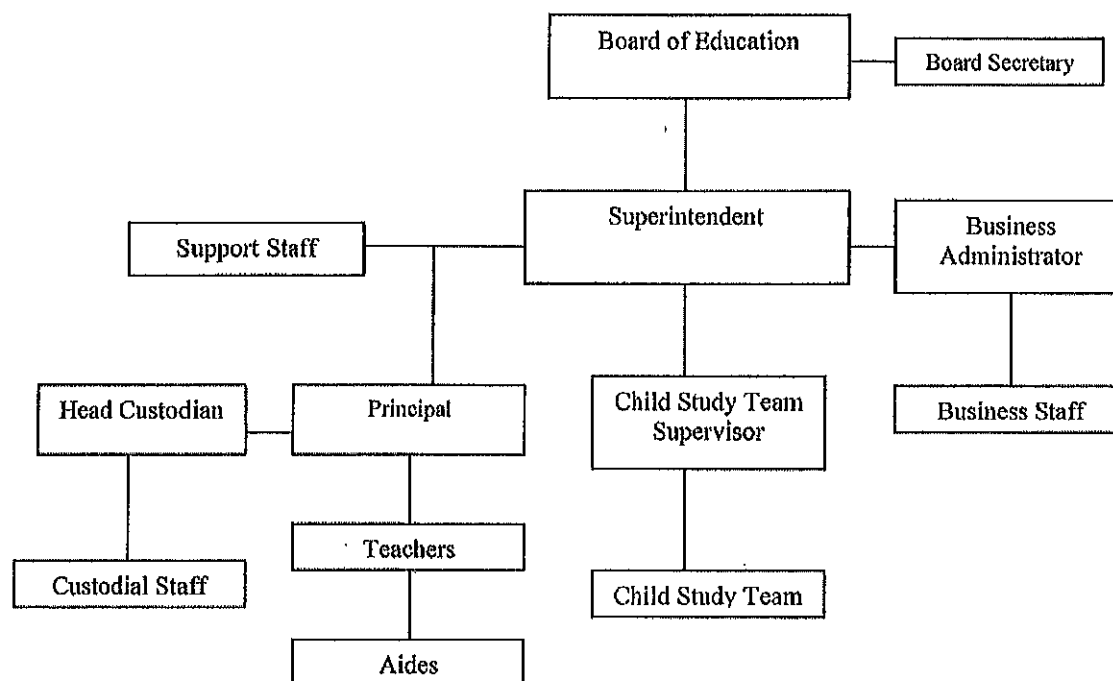 Board of Education
Board Secretary
Superintendent
Support Staff
Business
Administrator
Head Custodian
Principal
Child Study Team
Supervisor
Business Staff
Teachers
Custodial Staff
Child Study Team
Aides